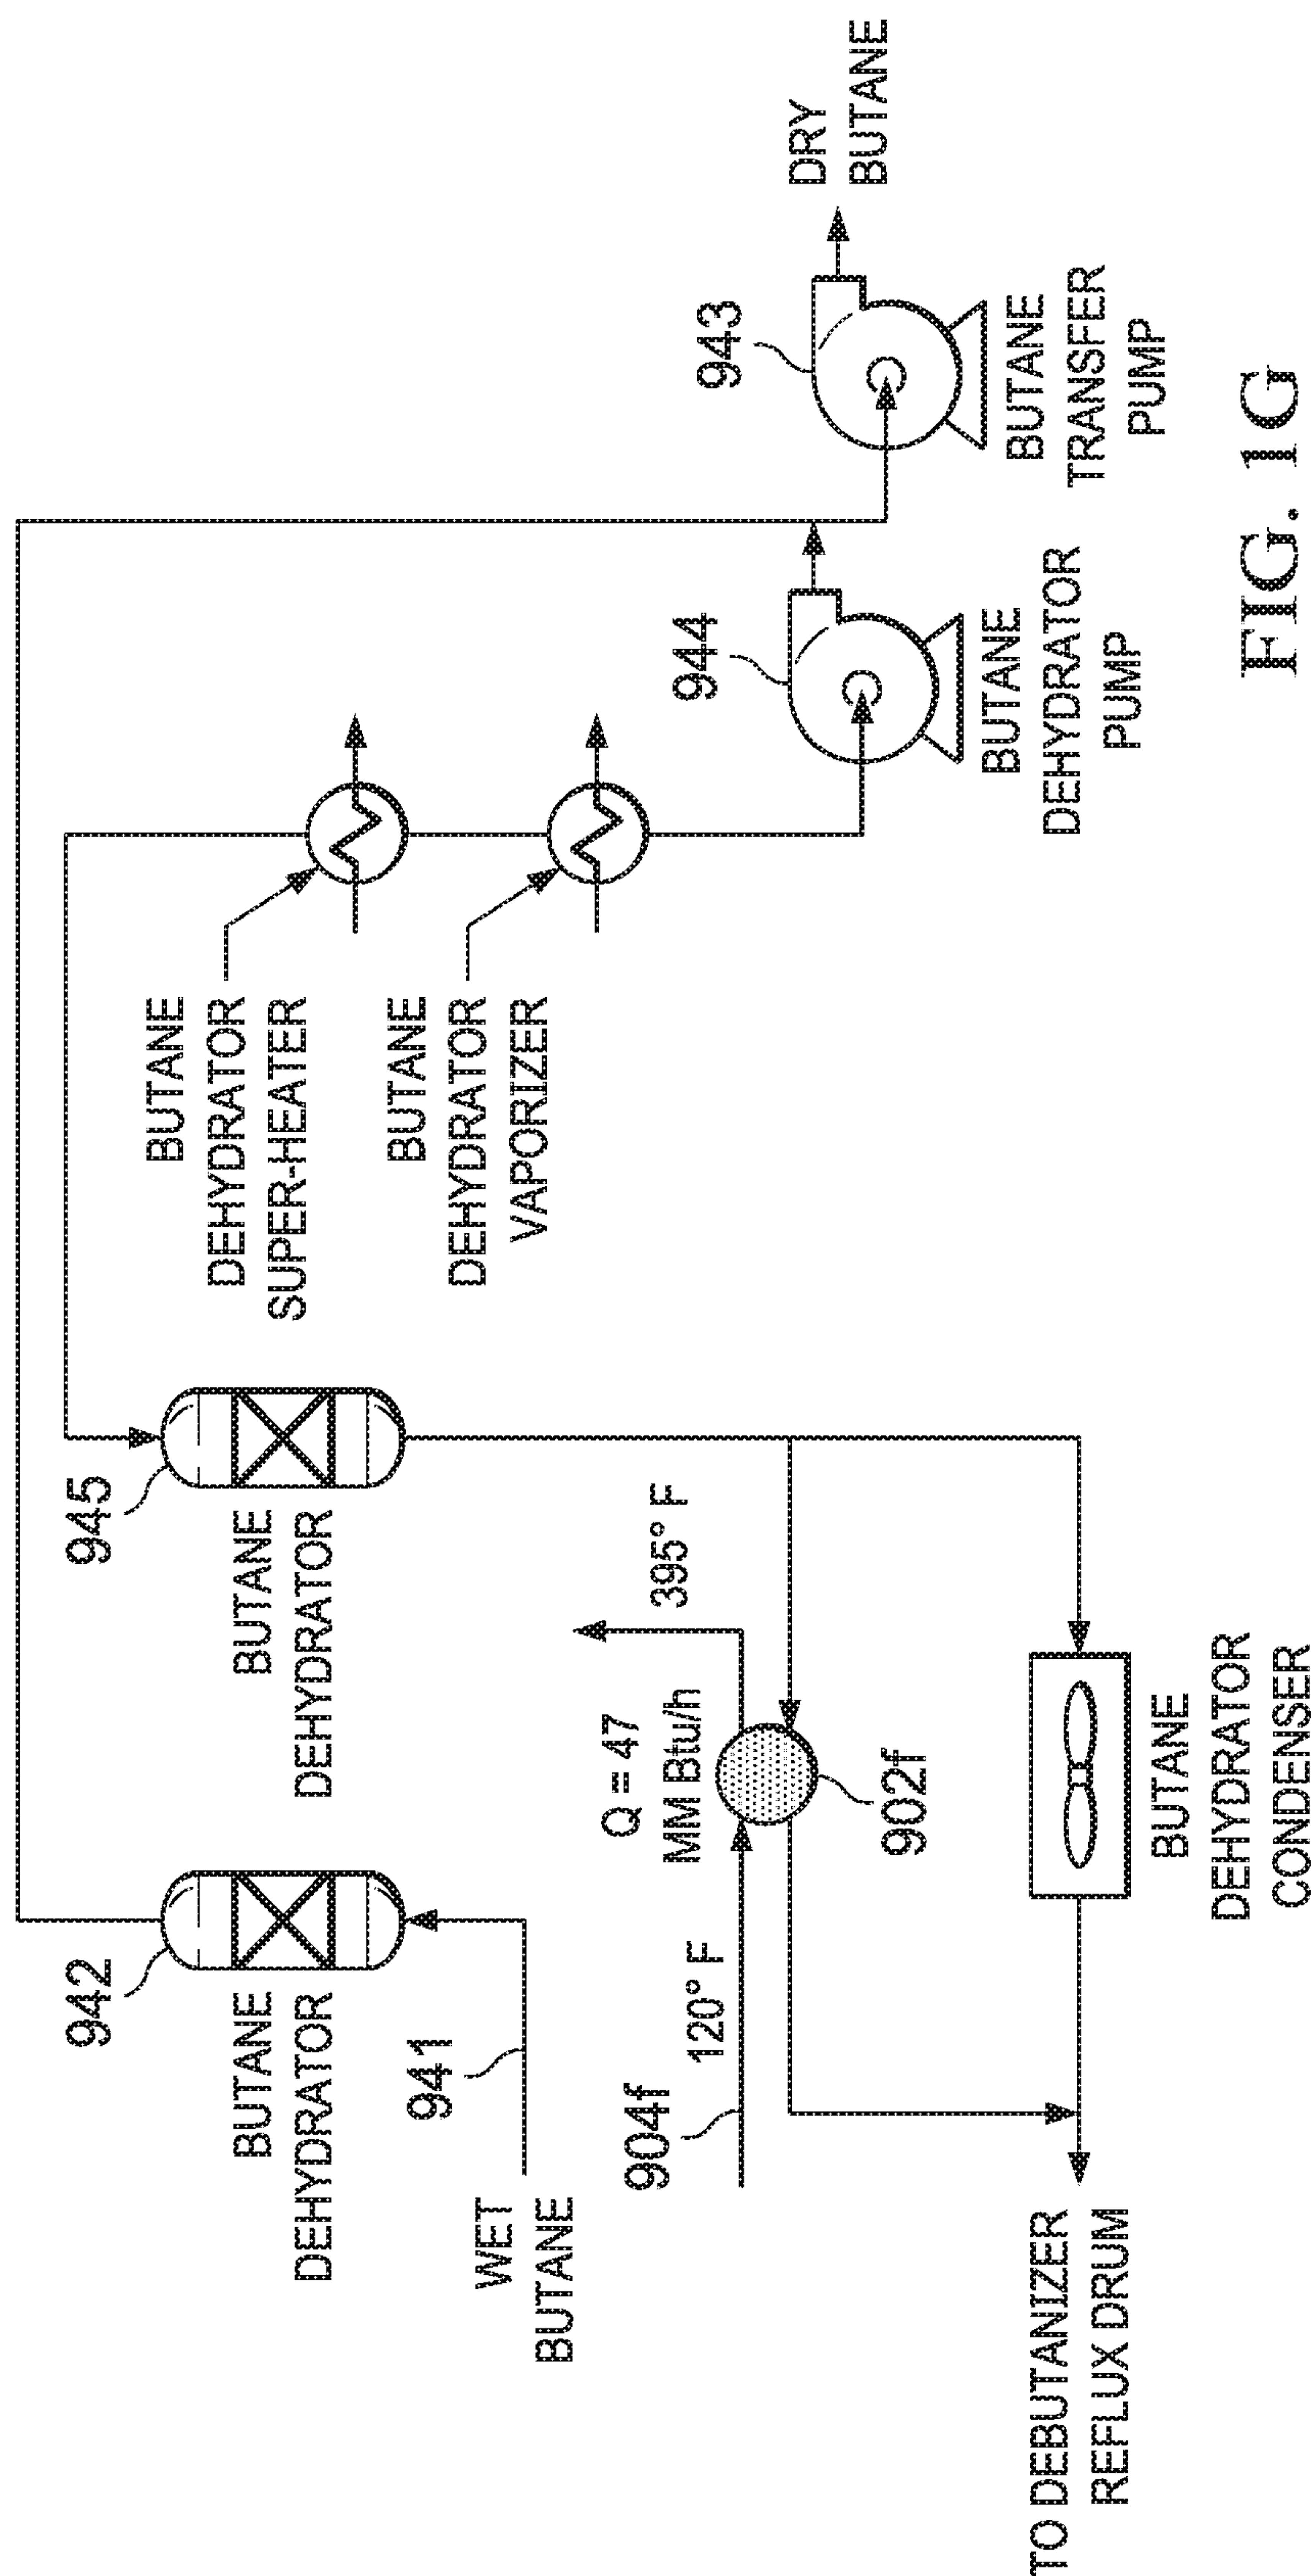 942
BUTANE
DEHYDRATOR
945
BUTANE
DEHYDRATOR
BUTANE
DEHYDRATOR
SUPER-HEATER
BUTANE
DEHYDRATOR
VAPORIZER
941
WET
BUTANE
904f
120° F
Q = 47
MM Btu/h
395° F
902f
944
BUTANE
DEHYDRATOR
PUMP
943
DRY
BUTANE
BUTANE
TRANSFER
PUMP
TO DEBUTANIZER
REFLUX DRUM
BUTANE
DEHYDRATOR
CONDENSER
FIG. 1G